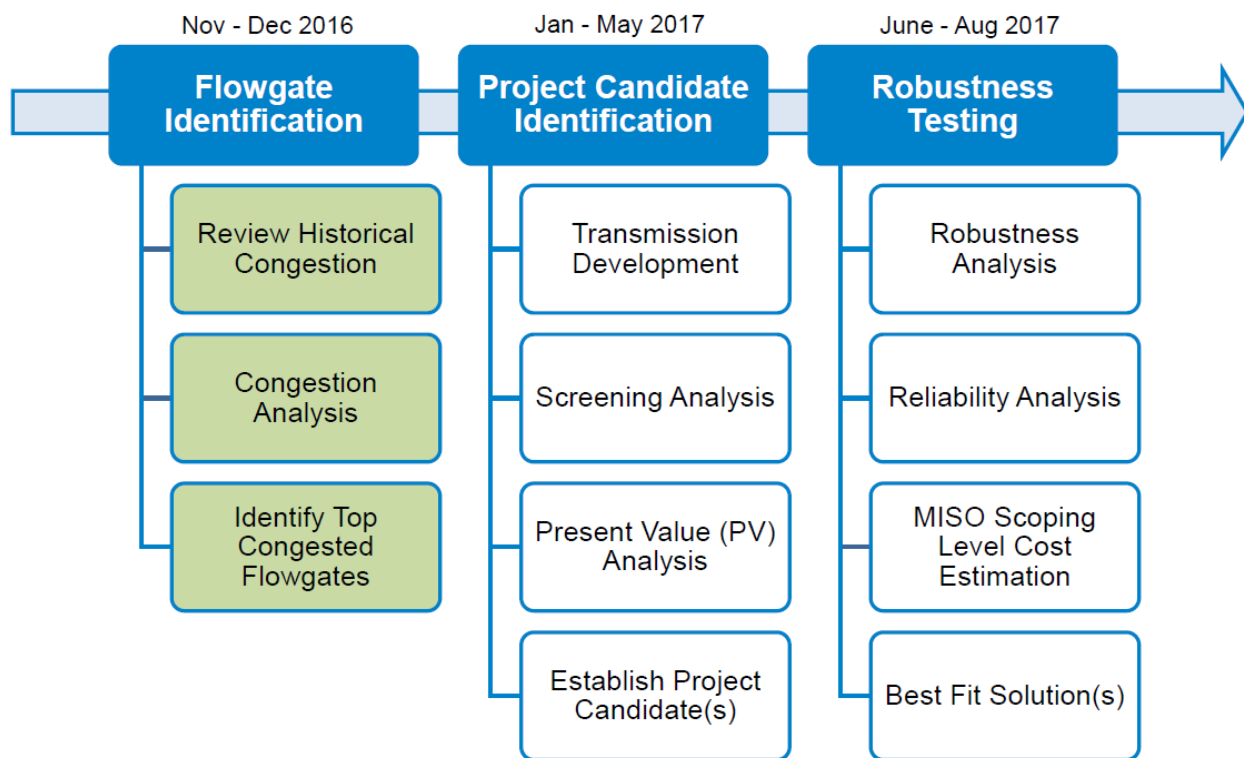 Nov - Dec 2016
Jan - May 2017
June - Aug 2017
Flowgate
Identification
Project Candidate
Identification
Robustness
Testing
Review Historical
Congestion
Congestion
Analysis
Identify Top
Congested
Flowgates
Transmission
Development
Screening Analysis
Present Value (PV)
Analysis
Establish Project
Candidate(s)
Robustness
Analysis
Reliability Analysis
MISO Scoping
Level Cost
Estimation
Best Fit Solution(s)